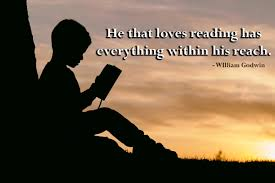 He that loves reading has
everything within his reach.
- William Godwin